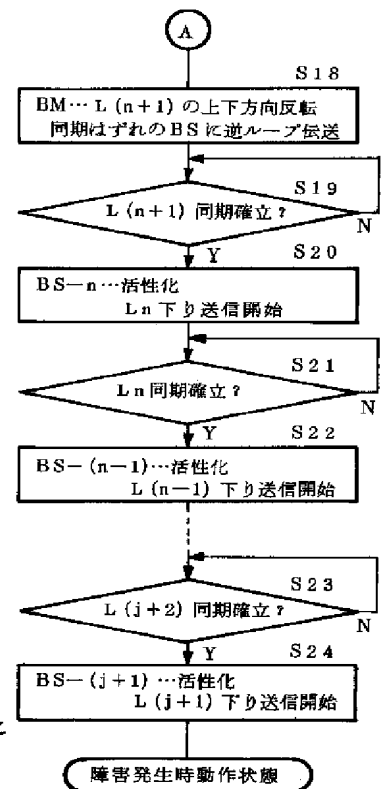 A
S18
BM…L(n+1)の上下方向反転
同期はずれのBSに逆ループ伝送
S19
L(n+1)同期確立?
N
Y
S20
BS-n…活性化
Ln下り送信開始
S21
Ln同期確立?
N
Y
S22
BS-(n-1)…活性化
L(n-1)下り送信開始
S23
L(j+2)同期確立?
N
Y
S24
BS-(j+1)…活性化
L(j+1)下り送信開始
と
障害発生時動作状態